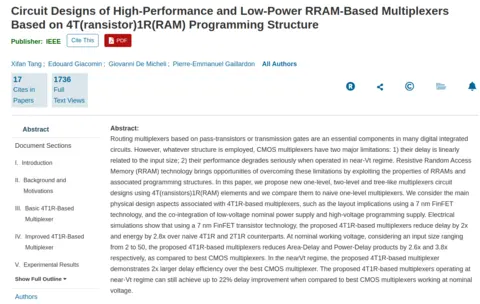 Circuit Designs of High-Performance and Low-Power RRAM-Based Multiplexers
Based on 4T(ransistor)1R(RAM) Programming Structure
Publisher: IEEE
Cite This
PDF
Xifan Tang ; Edouard Giacomin ; Giovanni De Micheli ; Pierre-Emmanuel Gaillardon All Authors
17
Cites in
Papers
1736
Full
Text Views
Abstract
Document Sections
I. Introduction
II. Background and
Motivations
III. Basic 4T1R-Based
Multiplexer
IV. Improved 4T1R-Based
Multiplexer
V. Experimental Results
Show Full Outline
Authors
Abstract:
Routing multiplexers based on pass-transistors or transmission gates are an essential components in many digital integrated
circuits. However, whatever structure is employed, CMOS multiplexers have two major limitations: 1) their delay is linearly
related to the input size; 2) their performance degrades seriously when operated in near-Vt regime. Resistive Random Access
Memory (RRAM) technology brings opportunities of overcoming these limitations by exploiting the properties of RRAMs and
associated programming structures. In this paper, we propose new one-level, two-level and tree-like multiplexers circuit
designs using 4T(ransistor)1R(RAM) elements and we compare them to naive one-level multiplexers. We consider the main
physical design aspects associated with 4T1R-based multiplexers, such as the layout implications using a 7 nm FinFET
technology, and the co-integration of low-voltage nominal power supply and high-voltage programming supply. Electrical
simulations show that using a 7 nm FinFET transistor technology, the proposed 4T1R-based multiplexers reduce delay by 2x
and energy by 2.8x over naive 4T1R and 2T1R counterparts. At nominal working voltage, considering an input size ranging
from 2 to 50, the proposed 4T1R-based multiplexers reduces Area-Delay and Power-Delay products by 2.6x and 3.8x
respectively, as compared to best CMOS multiplexers. In the near\Vt regime, the proposed 4T1R-based multiplexer
demonstrates 2x larger delay efficiency over the best CMOS multiplexer. The proposed 4T1R-based multiplexers operating at
near-Vt regime can still achieve up to 22% delay improvement when compared to best CMOS multiplexers working at nominal
voltage.